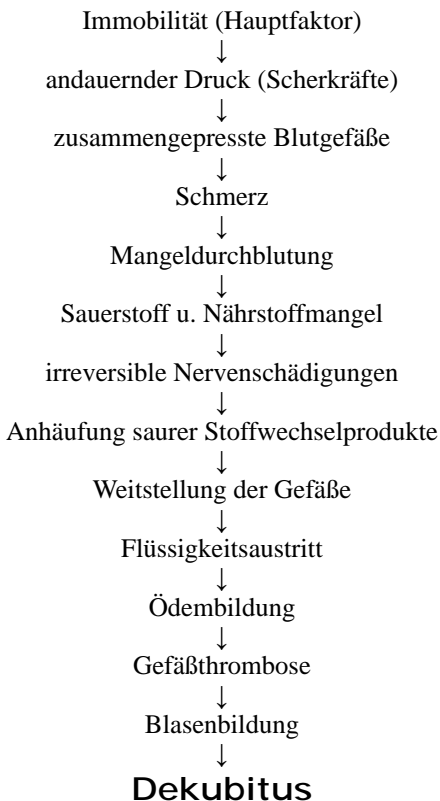 Immobilität (Hauptfaktor)
↓
andauernder Druck (Scherkräfte)
↓
zusammengepresste Blutgefäße
↓
Schmerz
↓
Mangeldurchblutung
↓
Sauerstoff u. Nährstoffmangel
↓
irreversible Nervenschädigungen
↓
Anhäufung saurer Stoffwechselprodukte
↓
Weitstellung der Gefäße
↓
Flüssigkeitsaustritt
↓
Ödembildung
↓
Gefäßthrombose
↓
Blasenbildung
↓
Dekubitus